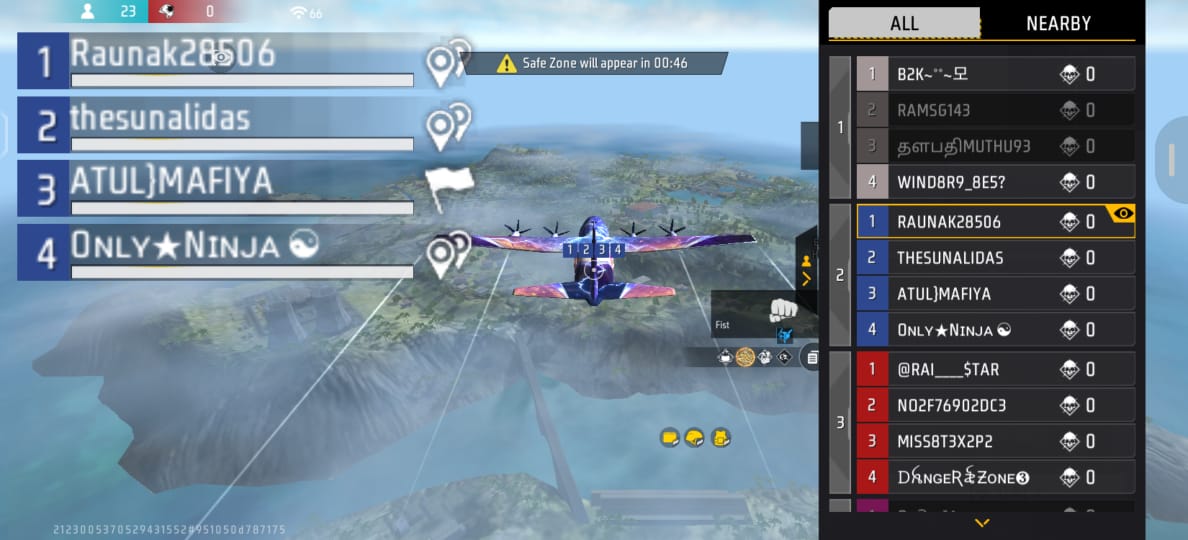 23 0 66
1 Raunak28506
2 thesunalidas
3 ATUL}MAFIYA
4 Only★Ninja ☯
Safe Zone will appear in 00:46
1 2 3 4
Fist
2123005370529431552#951050d787175
ALL NEARBY
1
1 B2K~¨¨~모 0
2 RAMSG143 0
3 தளபதிMUTHU93 0
4 WIND8R9_8E5? 0
2
1 RAUNAK28506 0
2 THESUNALIDAS 0
3 ATUL}MAFIYA 0
4 Only★Ninja ☯ 0
3
1 @RAI___$TAR 0
2 NO2F76902DC3 0
3 MISS8T3X2P2 0
4 0